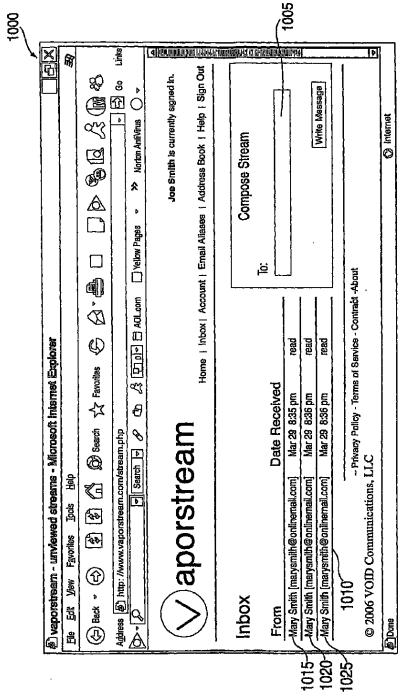 1000
vaporstream - unviewed streams - Microsoft Internet Explorer
File Edit View Favorites Tools Help
Back Search Favorites
Address http://www.vaporstream.com/stream.php Go Links
Search AOL.com Yellow Pages Norton AntiVirus
Vaporstream
Joe Smith is currently signed in.
Home | Inbox | Account | Email Aliases | Address Book | Help | Sign Out
Inbox
From Date Received
Mary Smith [marysmith@onlinemail.com] Mar 29 8:35 pm read
Mary Smith [marysmith@onlinemail.com] Mar 29 8:36 pm read
Mary Smith [marysmith@onlinemail.com] Mar 29 8:36 pm read
1015
1020
1025
1010
Compose Stream
To:
1005
Write Message
-- Privacy Policy - Terms of Service - Contract -About
© 2006 VOID Communications, LLC
Done Internet